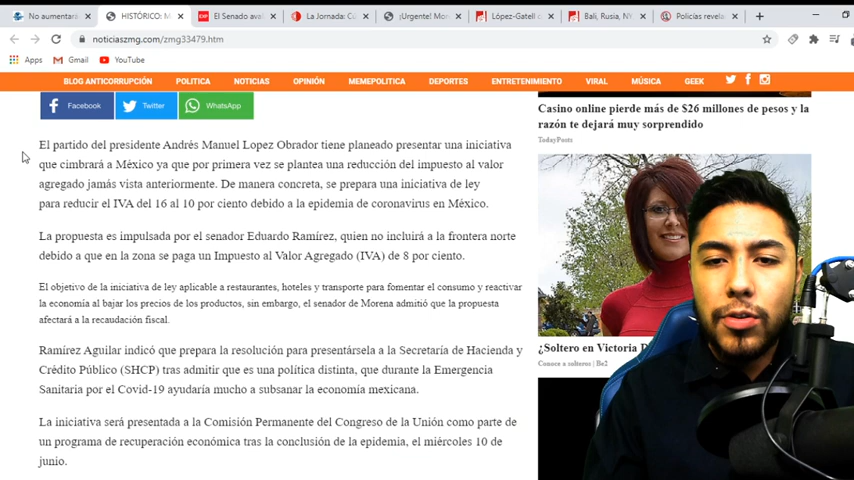 No aumentará
HISTÓRICO: M
El Senado aval
La Jornada: Cú
¡Urgente! Mor
López-Gatell c
Bali, Rusia, NY
Policías revela
noticiaszmg.com/zmg33479.htm
Apps Gmail YouTube
BLOG ANTICORRUPCIÓN POLITICA NOTICIAS OPINIÓN MEMEPOLITICA DEPORTES ENTRETENIMIENTO VIRAL MÚSICA GEEK
Facebook Twitter WhatsApp
El partido del presidente Andrés Manuel Lopez Obrador tiene planeado presentar una iniciativa
que cimbrará a México ya que por primera vez se plantea una reducción del impuesto al valor
agregado jamás vista anteriormente. De manera concreta, se prepara una iniciativa de ley
para reducir el IVA del 16 al 10 por ciento debido a la epidemia de coronavirus en México.
La propuesta es impulsada por el senador Eduardo Ramírez, quien no incluirá a la frontera norte
debido a que en la zona se paga un Impuesto al Valor Agregado (IVA) de 8 por ciento.
El objetivo de la iniciativa de ley aplicable a restaurantes, hoteles y transporte para fomentar el consumo y reactivar
la economía al bajar los precios de los productos, sin embargo, el senador de Morena admitió que la propuesta
afectará a la recaudación fiscal.
Ramírez Aguilar indicó que prepara la resolución para presentársela a la Secretaría de Hacienda y
Crédito Público (SHCP) tras admitir que es una política distinta, que durante la Emergencia
Sanitaria por el Covid-19 ayudaría mucho a subsanar la economía mexicana.
La iniciativa será presentada a la Comisión Permanente del Congreso de la Unión como parte de
un programa de recuperación económica tras la conclusión de la epidemia, el miércoles 10 de
junio.
Casino online pierde más de $26 millones de pesos y la
razón te dejará muy sorprendido
TodayPosts
¿Soltero en Victoria D
Conoce a solteros | Be2